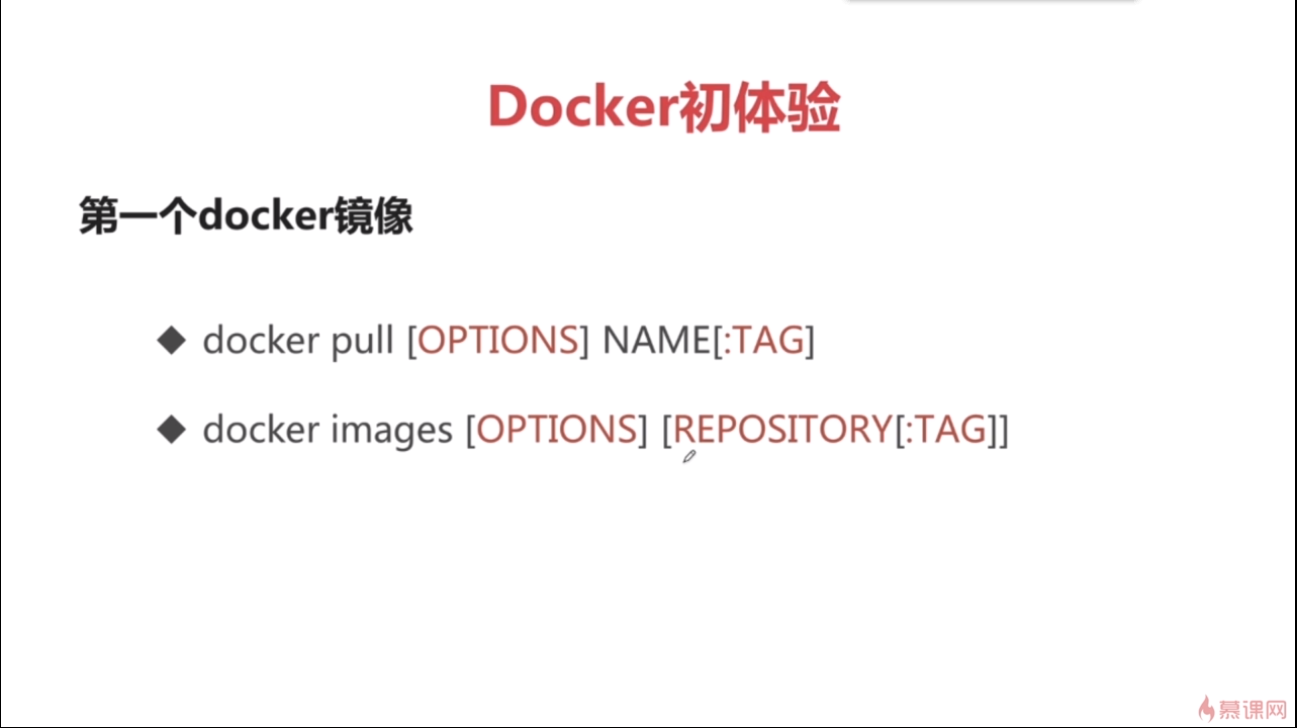 Docker初体验
第一个docker镜像
◆ docker pull [OPTIONS] NAME[:TAG]
◆ docker images [OPTIONS] [REPOSITORY[:TAG]]
慕课网